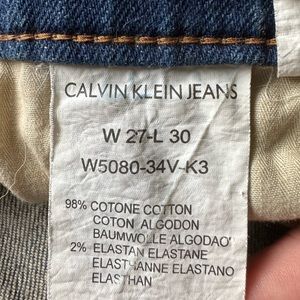 CALVIN KLEIN JEANS
W 27-L 30
W5080-34V-K3
98% COTONE COTTON
COTON ALGODON
BAUMWOLLE ALGODAO'
2% ELASTAN ELASTANE
ELASTHANNE ELASTANO
ELASTHAN